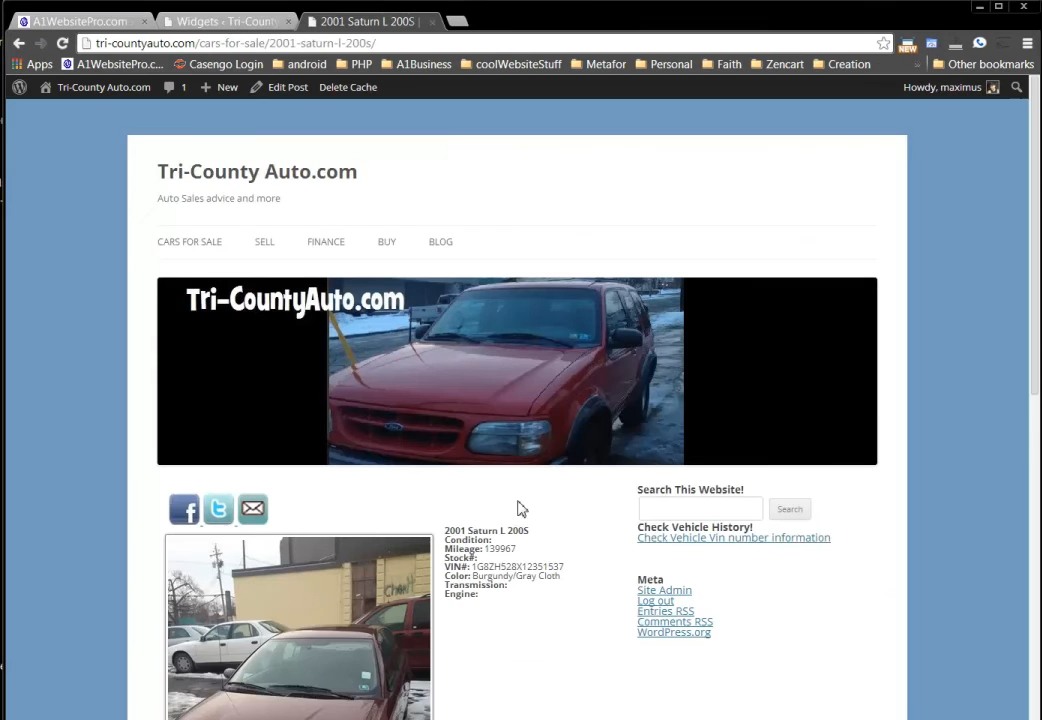 A1WebsitePro.com
Widgets ‹ Tri-County
2001 Saturn L 200S |
tri-countyauto.com/cars-for-sale/2001-saturn-l-200s/
NEW
Apps A1WebsitePro.c... Casengo Login android PHP A1Business coolWebsiteStuff Metafor Personal Faith Zencart Creation » Other bookmarks
Tri-County Auto.com 1 + New Edit Post Delete Cache Howdy, maximus
Tri-County Auto.com
Auto Sales advice and more
CARS FOR SALE SELL FINANCE BUY BLOG
Tri-CountyAuto.com
Search This Website!
Search
Check Vehicle History!
Check Vehicle Vin number information
2001 Saturn L 200S
Condition:
Mileage: 139967
Stock#:
VIN#: 1G8ZH528X12351537
Color: Burgundy/Gray Cloth
Transmission:
Engine:
Meta
Site Admin
Log out
Entries RSS
Comments RSS
WordPress.org